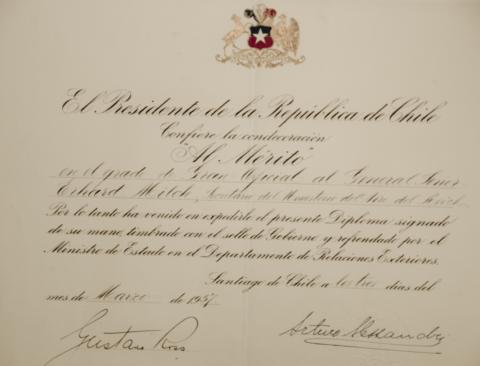 El Presidente de la República de Chile
Confiere la condecoración
"Al Mérito"
en el grado de Gran Oficial al General Senor
Erhard Milch, Secretario del Ministerio del Aire del Reich.
Por lo tanto ha venido en expedirle el presente Diploma signado
de su mano, timbrado con el sello de Gobierno y refrendado por el
Ministro de Estado en el Departamento de Relaciones Exteriores.
Santiago de Chile a los tres días del
mes de Marzo de 1937
Gustavo Ross
Arturo Alessandri